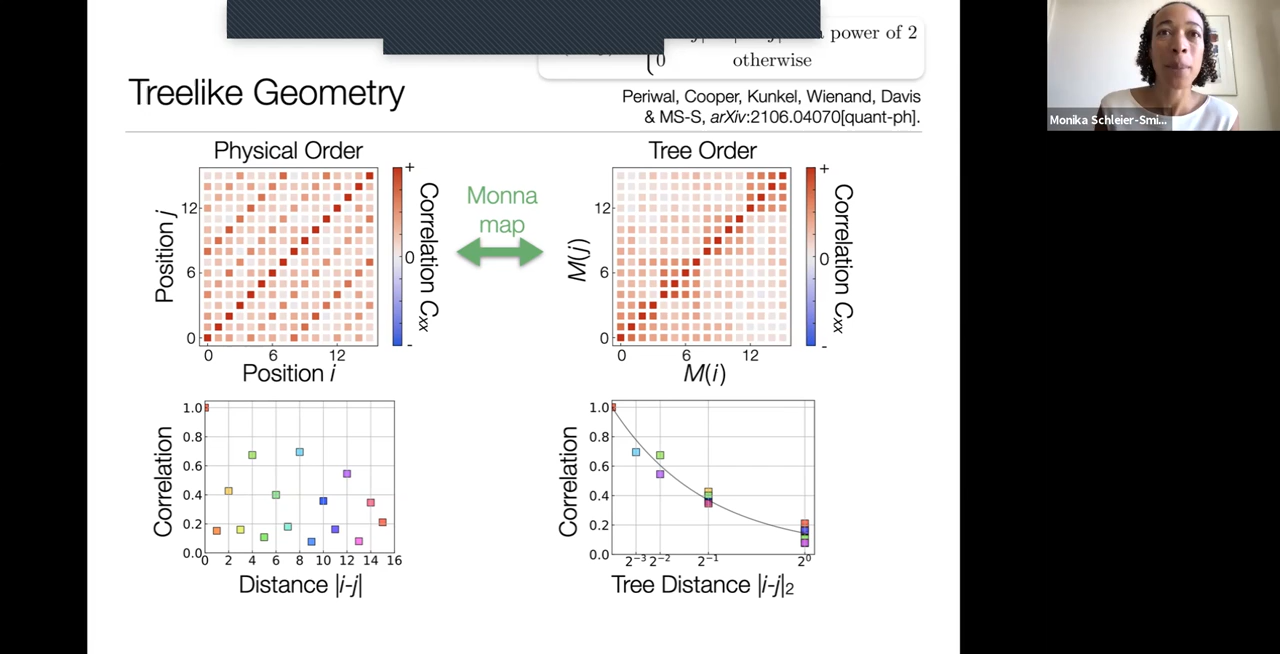 power of 2
0 otherwise
Treelike Geometry
Periwal, Cooper, Kunkel, Wienand, Davis
& MS-S, arXiv:2106.04070[quant-ph].
Monika Schleier-Smi...
Physical Order
Position j
12
6
0
0 6 12
Position i
+
0
-
Correlation Cxx
Monna
map
Tree Order
M(j)
12
6
0
0 6 12
M(i)
+
0
-
Correlation Cxx
Correlation
1.0
0.8
0.6
0.4
0.2
0.0
0 2 4 6 8 10 12 14 16
Distance |i-j|
Correlation
1.0
0.8
0.6
0.4
0.2
0.0
2⁻³ 2⁻² 2⁻¹ 2⁰
Tree Distance |i-j|₂